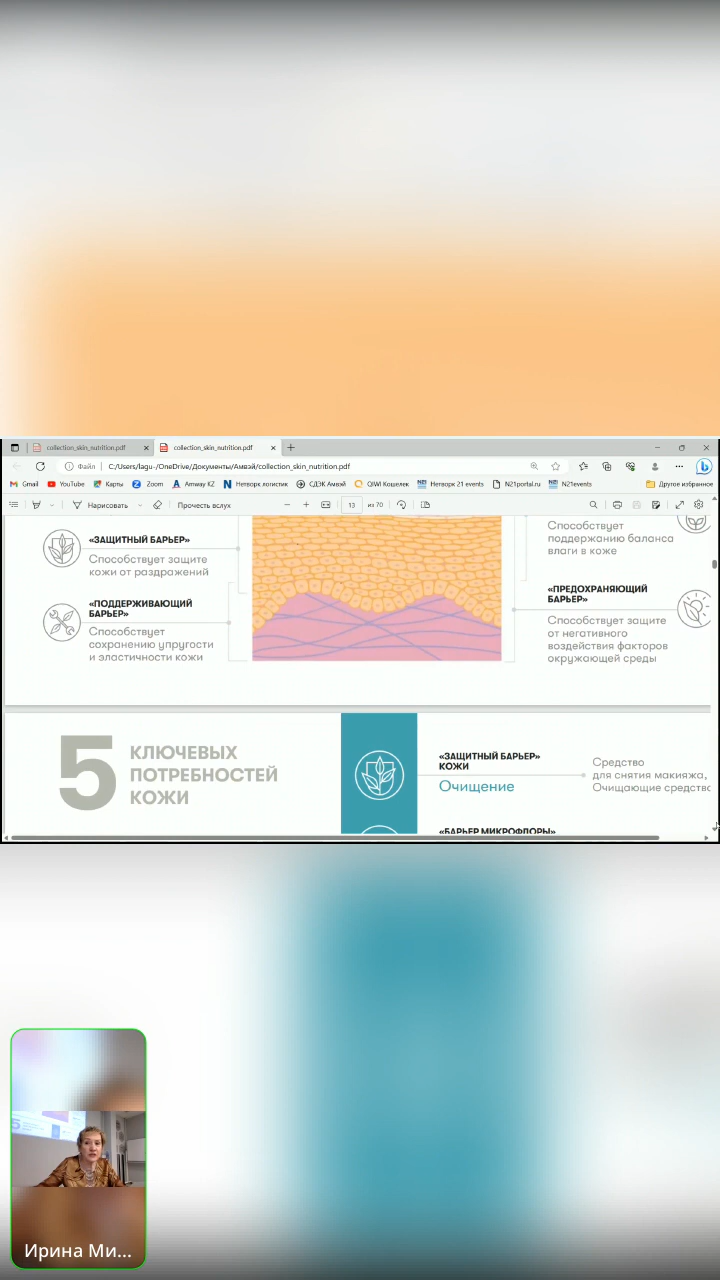 collection_skin_nutrition.pdf
collection_skin_nutrition.pdf
Файл
C:/Users/lagu-/OneDrive/Документы/Амвэй/collection_skin_nutrition.pdf
Gmail YouTube Карты Zoom Amway KZ Нетворк логистик СДЭК Амвэй QIWI Кошелек Нетворк 21 events N21portal.ru N21events Другое избранное
Нарисовать Прочесть вслух 13 из 70
«ЗАЩИТНЫЙ БАРЬЕР»
Способствует защите
кожи от раздражений
«ПОДДЕРЖИВАЮЩИЙ
БАРЬЕР»
Способствует
сохранению упругости
и эластичности кожи
Способствует
поддержанию баланса
влаги в коже
«ПРЕДОХРАНЯЮЩИЙ
БАРЬЕР»
Способствует защите
от негативного
воздействия факторов
окружающей среды
5 КЛЮЧЕВЫХ
ПОТРЕБНОСТЕЙ
КОЖИ
«ЗАЩИТНЫЙ БАРЬЕР»
КОЖИ
Очищение
Средство
для снятия макияжа,
Очищающие средство
«БАРЬЕР МИКРОФЛОРЫ»
Ирина Ми...